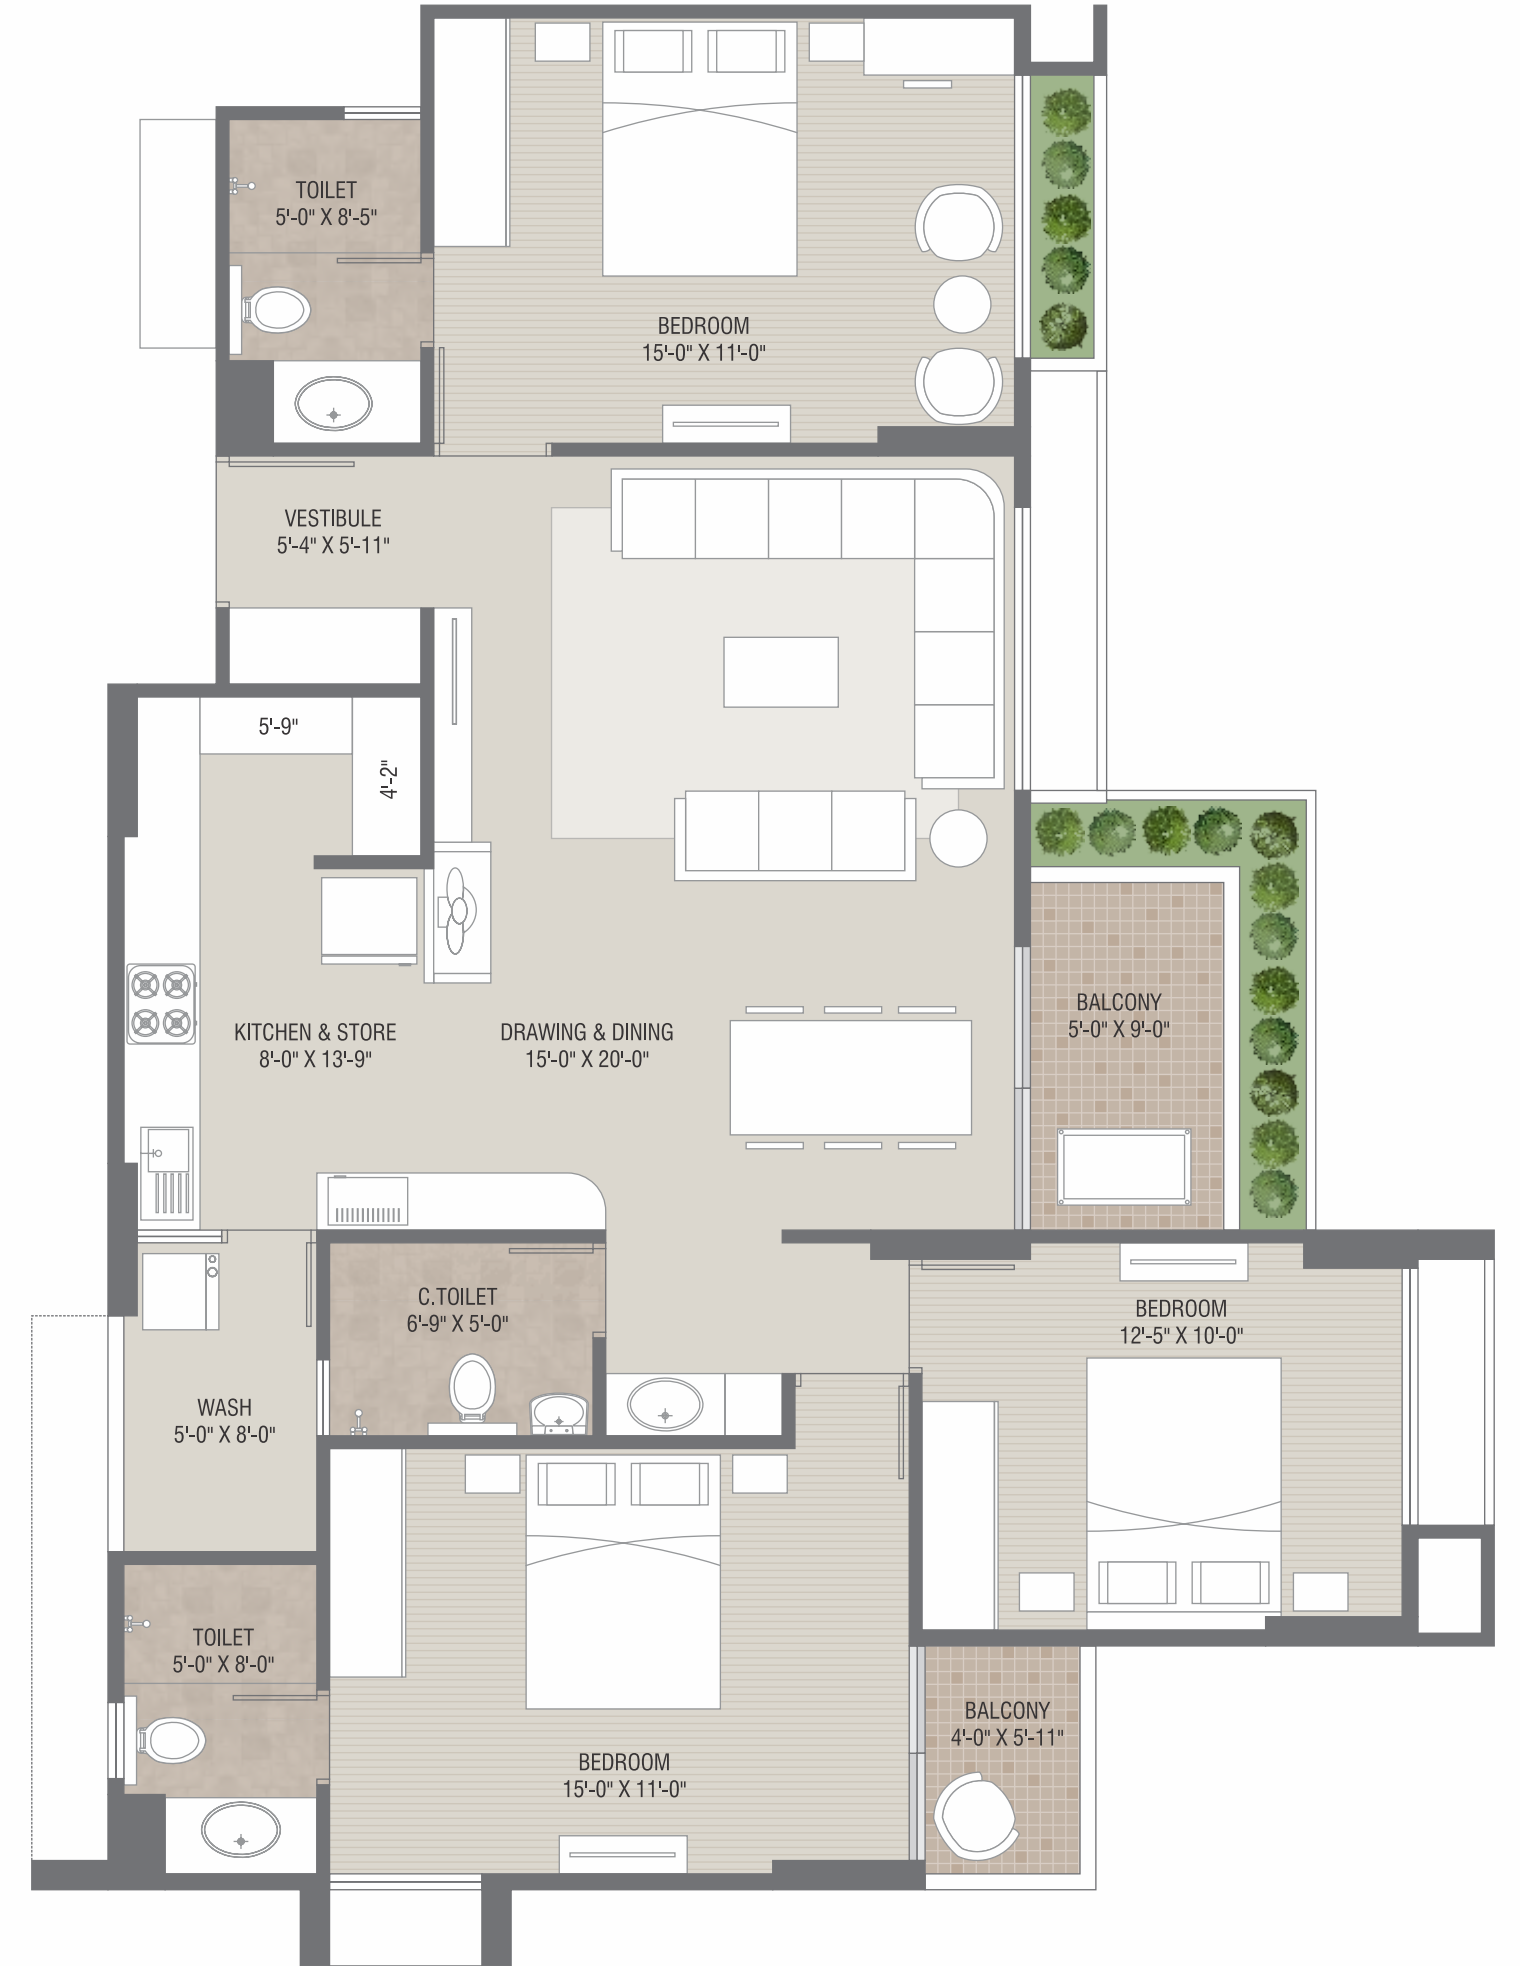 TOILET
5'-0" X 8'-5"
BEDROOM
15'-0" X 11'-0"
VESTIBULE
5'-4" X 5'-11"
5'-9"
4'-2"
KITCHEN & STORE
8'-0" X 13'-9"
DRAWING & DINING
15'-0" X 20'-0"
BALCONY
5'-0" X 9'-0"
C.TOILET
6'-9" X 5'-0"
BEDROOM
12'-5" X 10'-0"
WASH
5'-0" X 8'-0"
TOILET
5'-0" X 8'-0"
BEDROOM
15'-0" X 11'-0"
BALCONY
4'-0" X 5'-11"